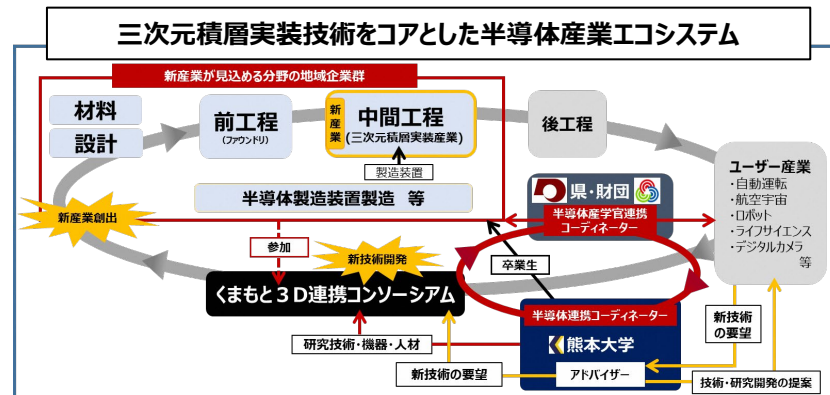 三次元積層実装技術をコアとした半導体産業エコシステム
新産業が見込める分野の地域企業群
材料
設計
前工程
(ファウンドリ)
新産業
中間工程
(三次元積層実装産業)
後工程
製造装置
半導体製造装置製造 等
ユーザー産業
・自動運転
・航空宇宙
・ロボット
・ライフサイエンス
・デジタルカメラ
等
県・財団
半導体産学官連携
コーディネーター
新産業創出
参加
新技術開発
卒業生
くまもと3D連携コンソーシアム
半導体連携コーディネーター
熊本大学
アドバイザー
研究技術・機器・人材
新技術の要望
新技術
の要望
技術・研究開発の提案